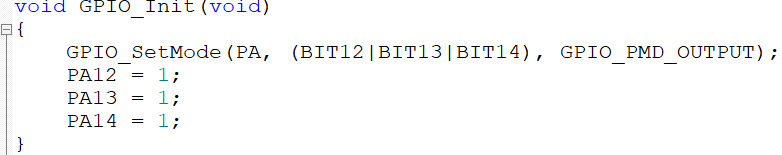 void GPIO_Init(void)
{
    GPIO_SetMode(PA, (BIT12|BIT13|BIT14), GPIO_PMD_OUTPUT);
    PA12 = 1;
    PA13 = 1;
    PA14 = 1;
}